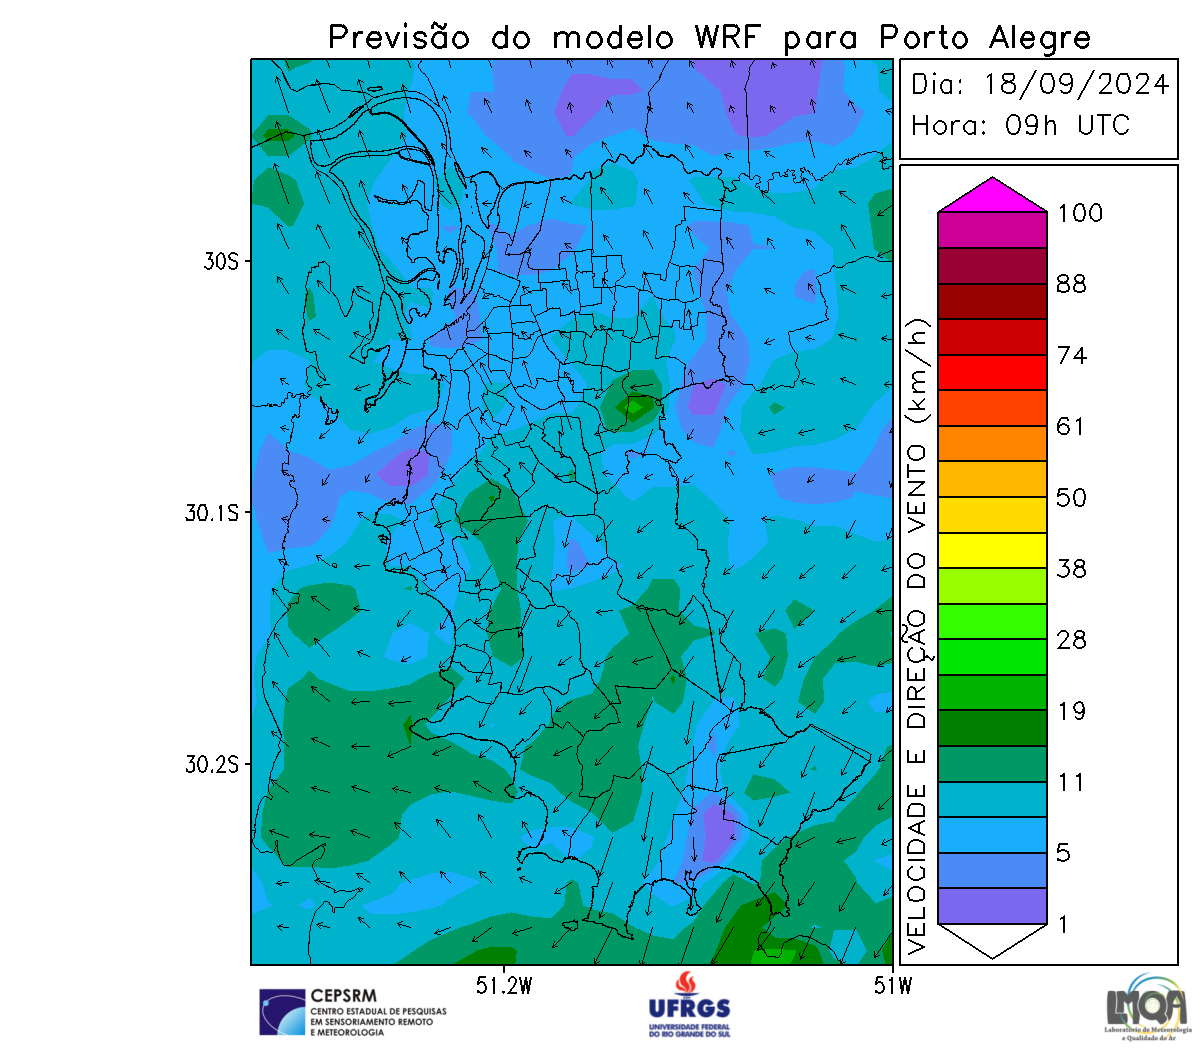 Previsão do modelo WRF para Porto Alegre
Dia: 18/09/2024
Hora: 09h UTC
30S
30.1S
30.2S
51.2W
51W
VELOCIDADE E DIREÇÃO DO VENTO (km/h)
100
88
74
61
50
38
28
19
11
5
1
CEPSRM
CENTRO ESTADUAL DE PESQUISAS
EM SENSORIAMENTO REMOTO
E METEOROLOGIA
UFRGS
UNIVERSIDADE FEDERAL
DO RIO GRANDE DO SUL
LMQA
Laboratório de Meteorologia
e Qualidade do Ar